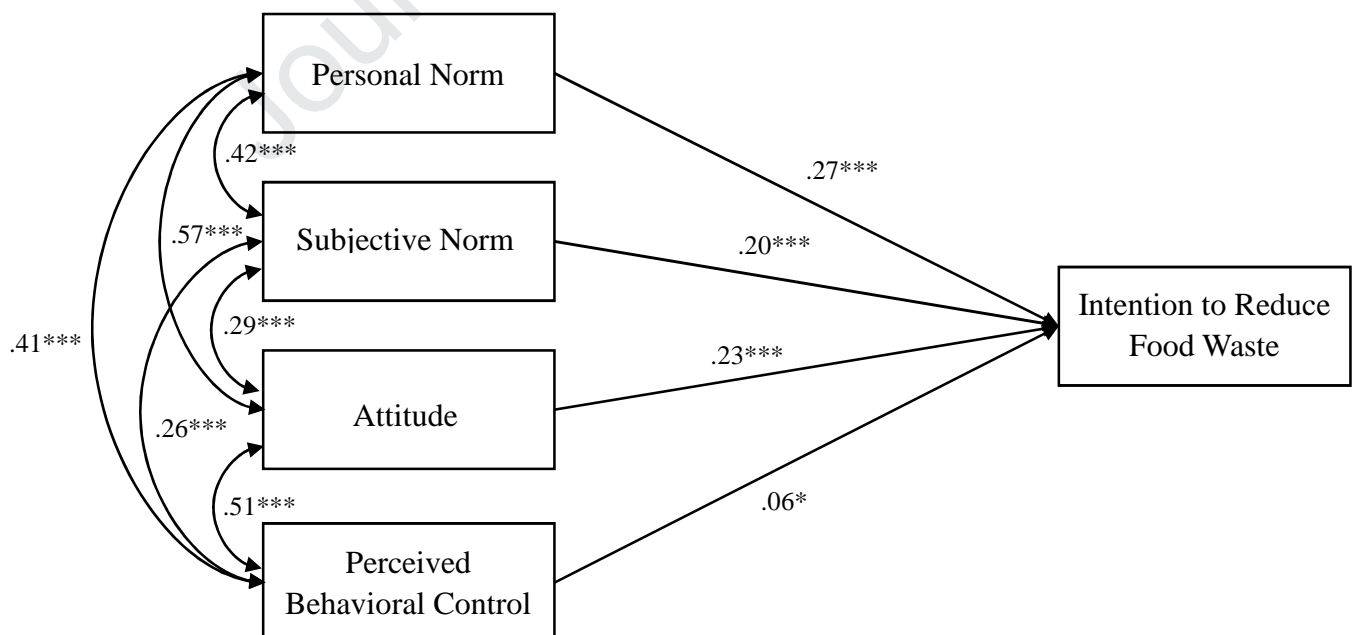 Jour
Personal Norm
.42***
.27***
.57***
Subjective Norm
.20***
Intention to Reduce
Food Waste
.29***
.41***
.23***
Attitude
.26***
.51***
.06*
Perceived
Behavioral Control